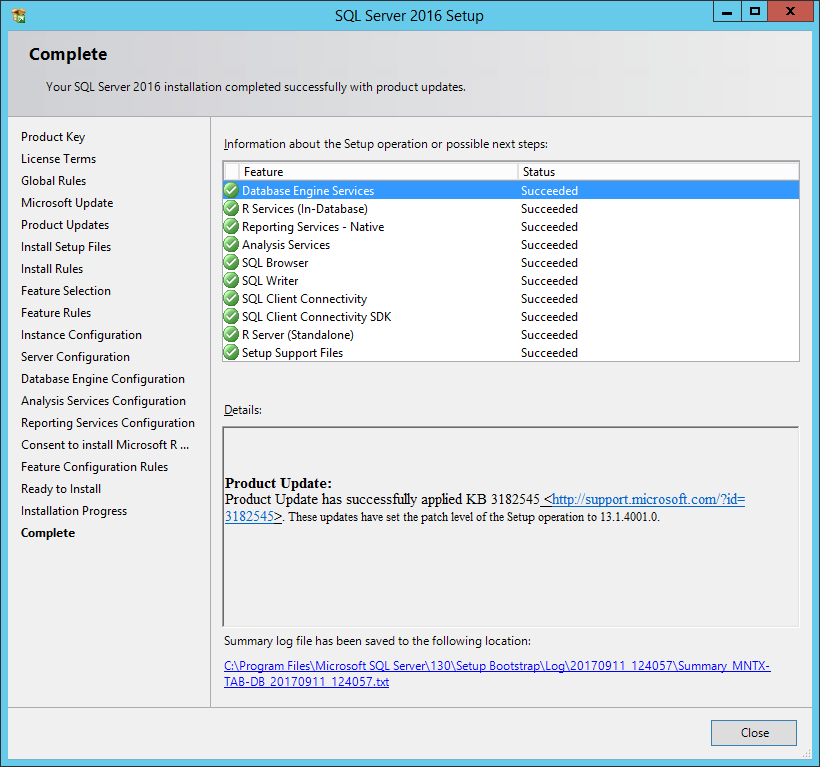 SQL Server 2016 Setup
Complete
Your SQL Server 2016 installation completed successfully with product updates.
Product Key
License Terms
Global Rules
Microsoft Update
Product Updates
Install Setup Files
Install Rules
Feature Selection
Feature Rules
Instance Configuration
Server Configuration
Database Engine Configuration
Analysis Services Configuration
Reporting Services Configuration
Consent to install Microsoft R ...
Feature Configuration Rules
Ready to Install
Installation Progress
Complete
Information about the Setup operation or possible next steps:
Feature Status
Database Engine Services Succeeded
R Services (In-Database) Succeeded
Reporting Services - Native Succeeded
Analysis Services Succeeded
SQL Browser Succeeded
SQL Writer Succeeded
SQL Client Connectivity Succeeded
SQL Client Connectivity SDK Succeeded
R Server (Standalone) Succeeded
Setup Support Files Succeeded
Details:
Product Update:
Product Update has successfully applied KB 3182545 <http://support.microsoft.com/?id=
3182545>. These updates have set the patch level of the Setup operation to 13.1.4001.0.
Summary log file has been saved to the following location:
C:\Program Files\Microsoft SQL Server\130\Setup Bootstrap\Log\20170911_124057\Summary_MNTX-
TAB-DB_20170911_124057.txt
Close